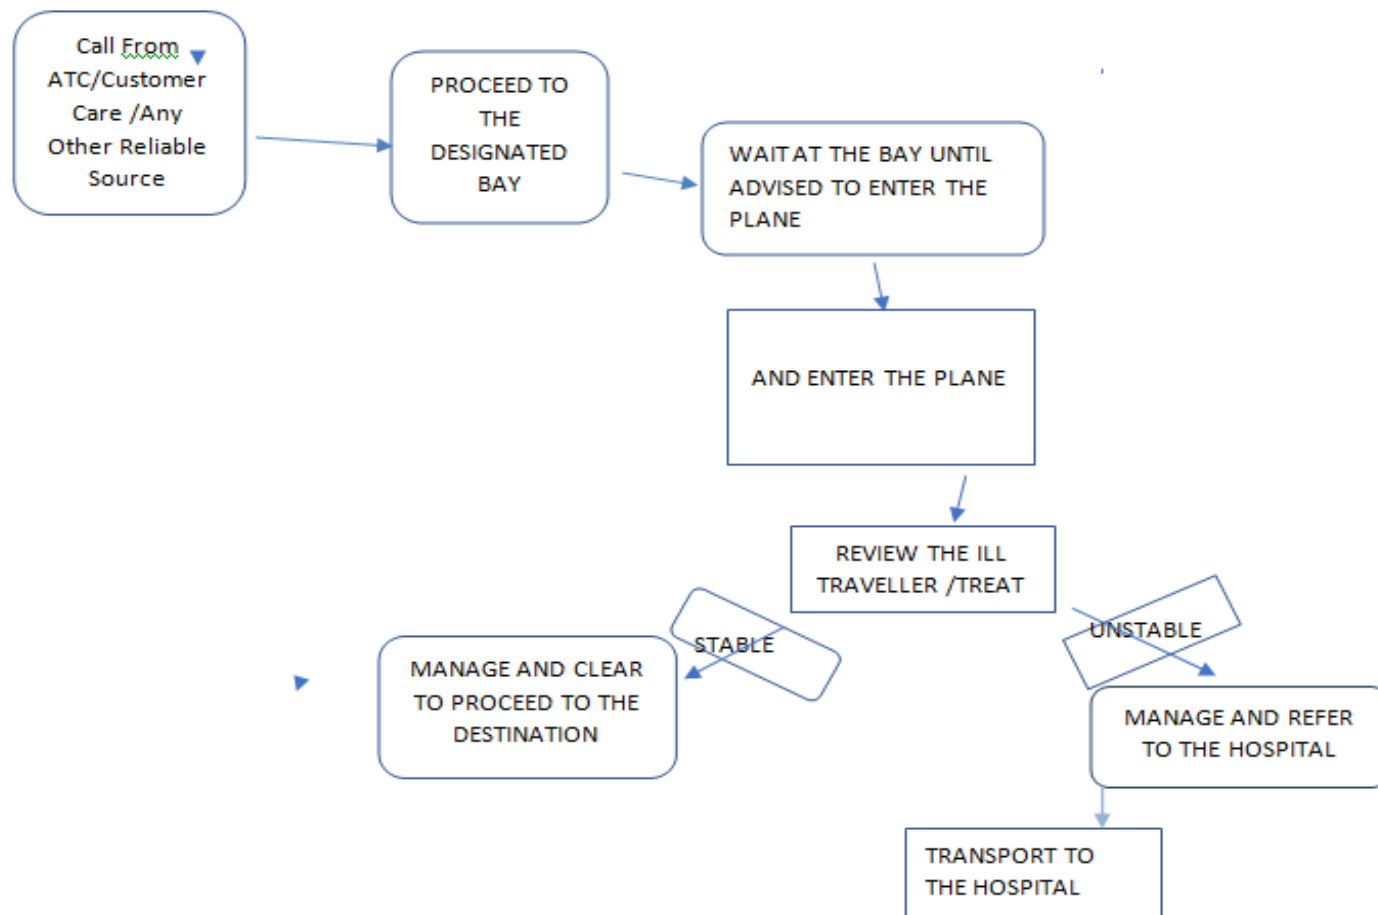 Call From
ATC/Customer
Care /Any
Other Reliable
Source
PROCEED TO
THE
DESIGNATED
BAY
WAIT AT THE BAY UNTIL
ADVISED TO ENTER THE
PLANE
AND ENTER THE PLANE
REVIEW THE ILL
TRAVELLER /TREAT
STABLE
UNSTABLE
MANAGE AND CLEAR
TO PROCEED TO THE
DESTINATION
MANAGE AND REFER
TO THE HOSPITAL
TRANSPORT TO
THE HOSPITAL